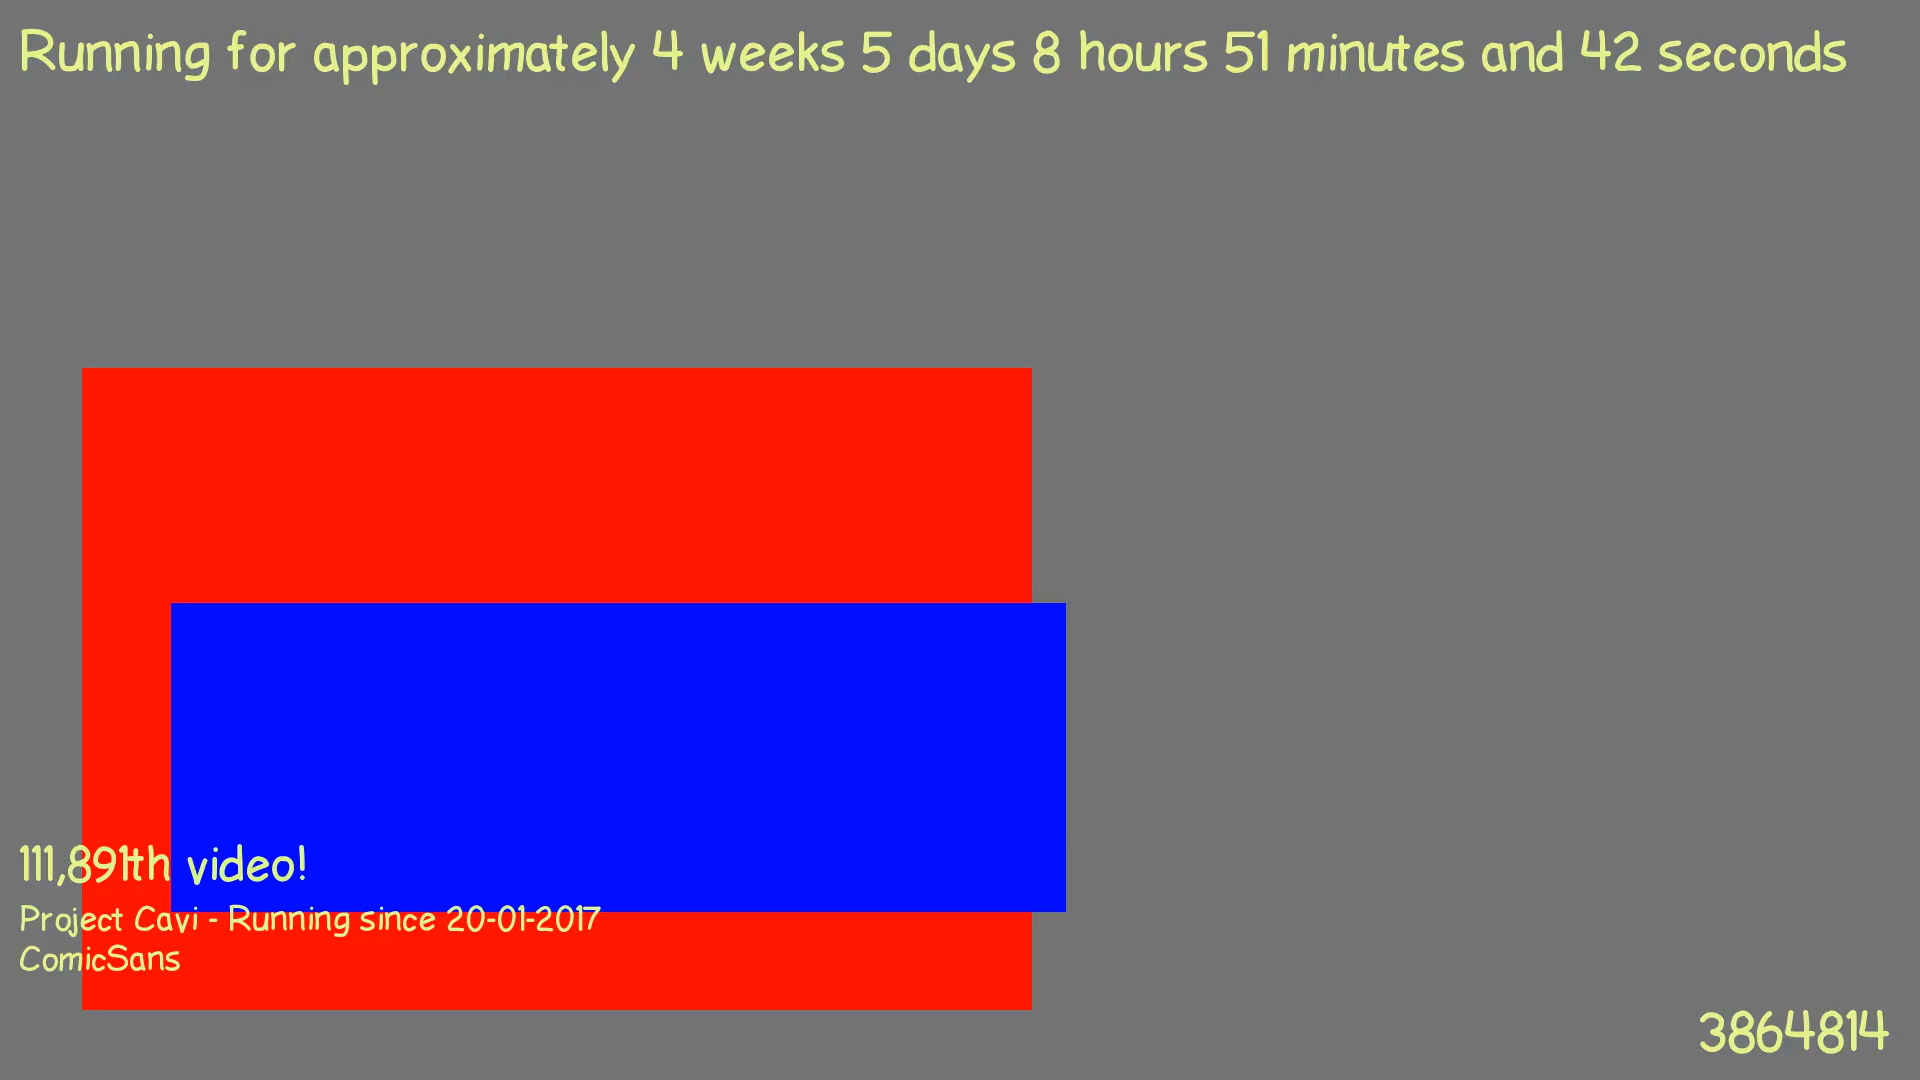 Running for approximately 4 weeks 5 days 8 hours 51 minutes and 42 seconds
111,891th video!
Project Cavi - Running since 20-01-2017
ComicSans
3864814